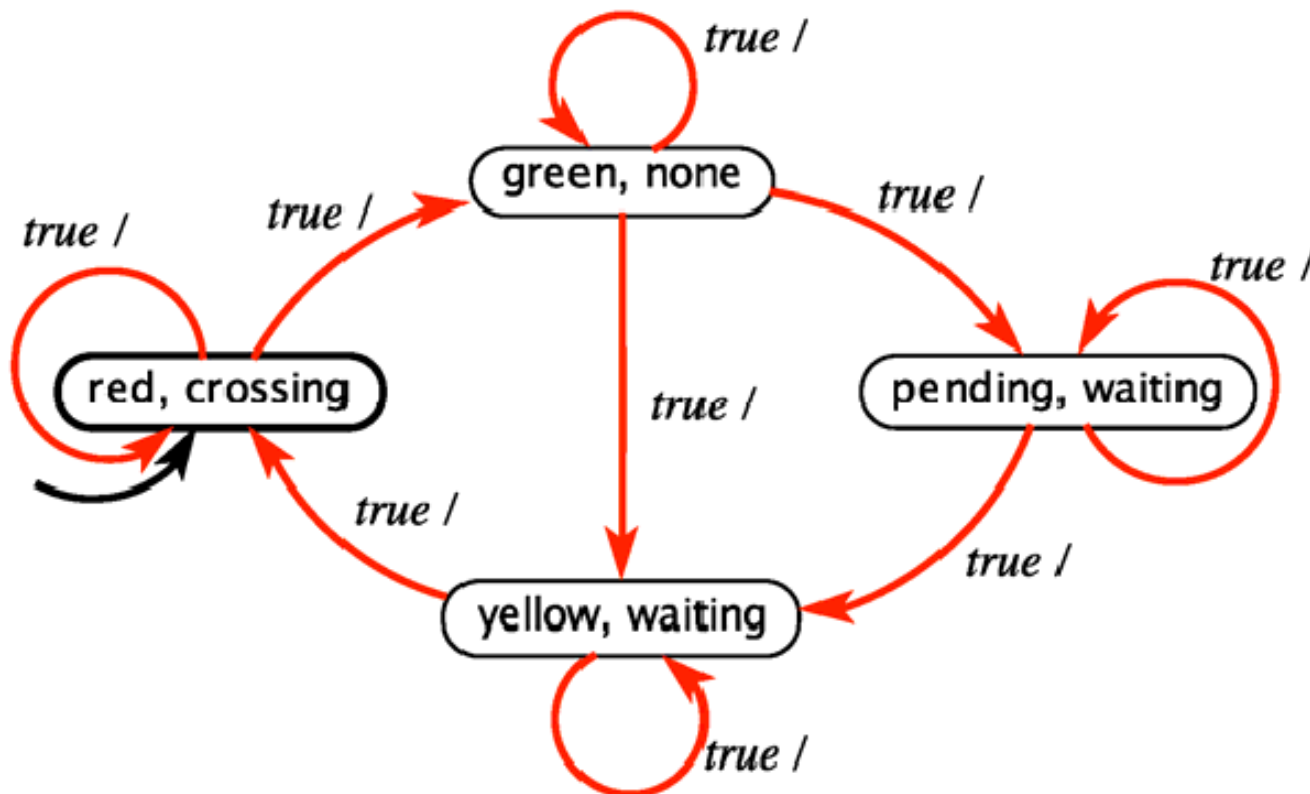 true /
green, none
true /
true /
true /
true /
red, crossing
pending, waiting
true /
true /
true /
yellow, waiting
true /